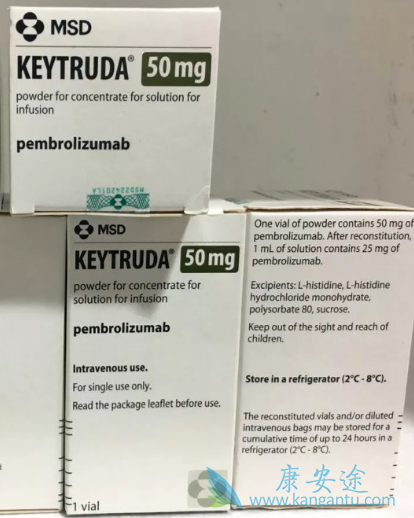 MSD
KEYTRUDA® 50 mg
powder for concentrate for solution for
infusion
pembrolizumab
MSD
KEYTRUDA® 50 mg
powder for concentrate for
solution for infusion
pembrolizumab
Intravenous use.
For single use only.
Read the package leaflet before use.
1 vial
One vial of powder contains 50 mg of
pembrolizumab. After reconstitution,
1 mL of solution contains 25 mg of
pembrolizumab.
Excipients: L-histidine, L-histidine
hydrochloride monohydrate,
polysorbate 80, sucrose.
Keep out of the sight and reach of
children.
Store in a refrigerator (2°C - 8°C).
The reconstituted vials and/or diluted
intravenous bags may be stored for a
cumulative time of up to 24 hours in a
refrigerator (2°C - 8°C).
康安途
www.kangantu.com